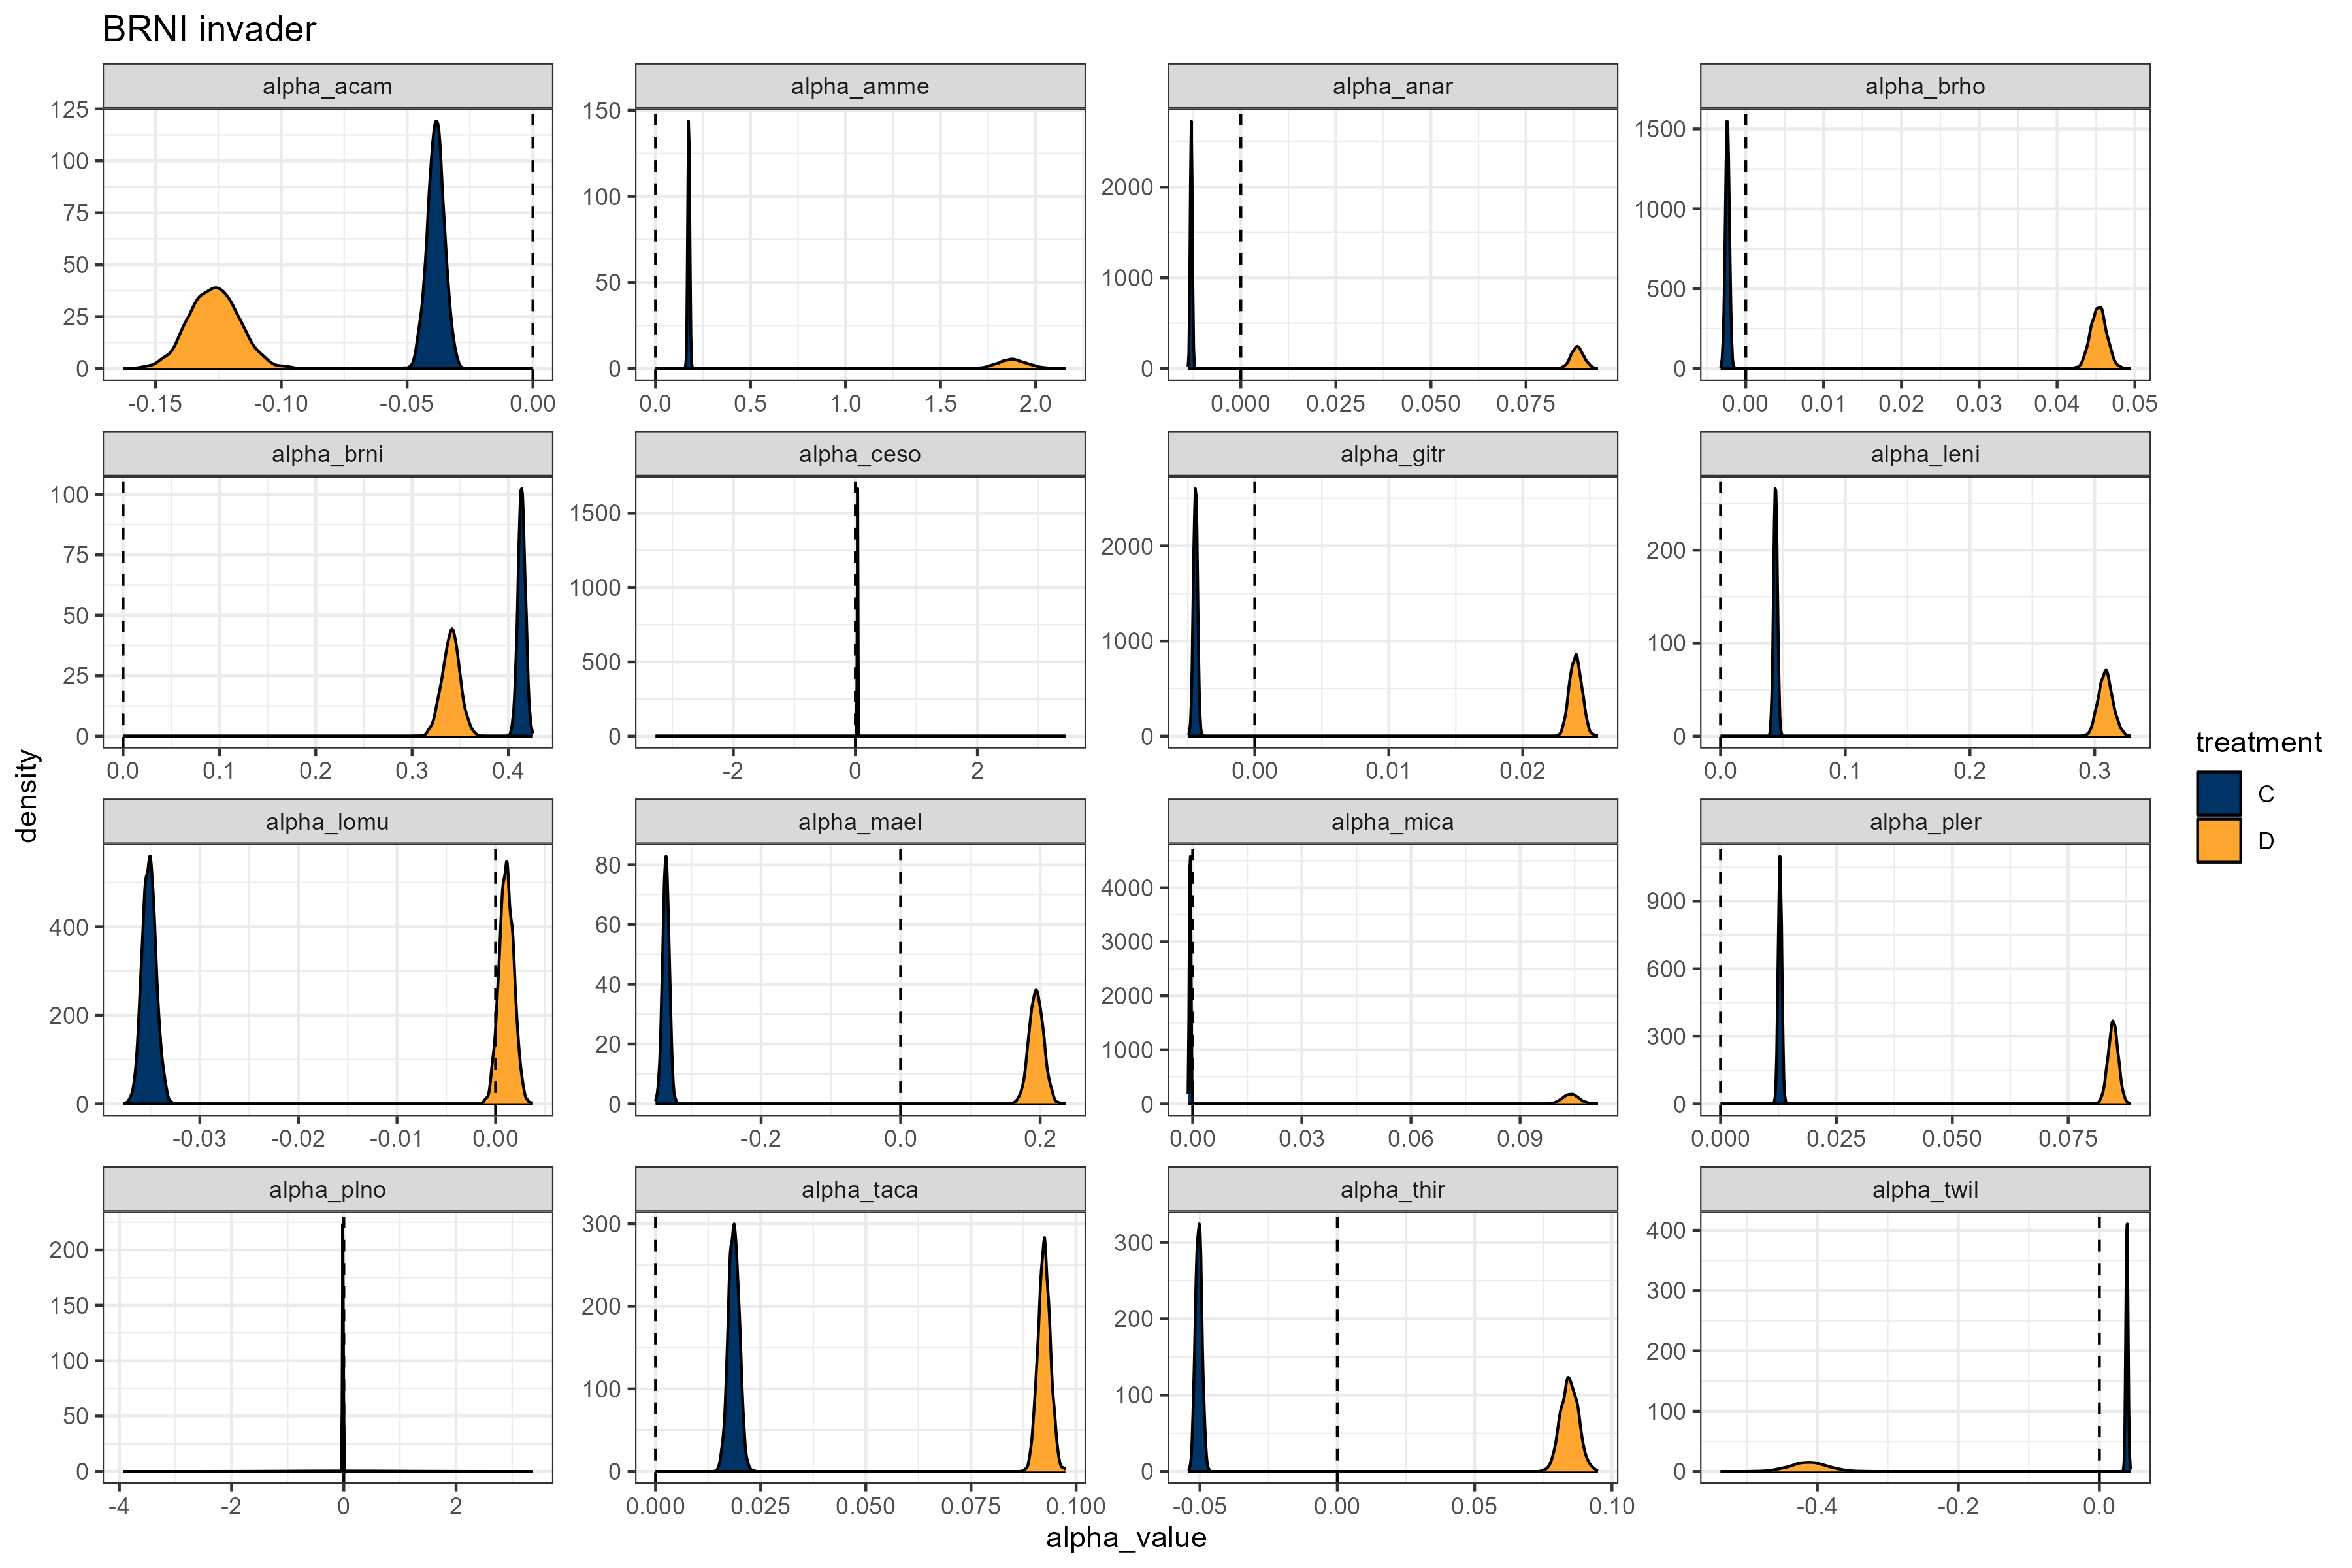 BRNI invader
alpha_acam alpha_amme alpha_anar alpha_brho
125 100 75 50 25 0
-0.15 -0.10 -0.05 0.00
150 100 50 0
0.0 0.5 1.0 1.5 2.0
2000 1000 0
0.000 0.025 0.050 0.075
1500 1000 500 0
0.00 0.01 0.02 0.03 0.04 0.05
alpha_brni alpha_ceso alpha_gitr alpha_leni
100 75 50 25 0
0.0 0.1 0.2 0.3 0.4
1500 1000 500 0
-2 0 2
2000 1000 0
0.00 0.01 0.02
200 100 0
0.0 0.1 0.2 0.3
alpha_lomu alpha_mael alpha_mica alpha_pler
400 200 0
-0.03 -0.02 -0.01 0.00
80 60 40 20 0
-0.2 0.0 0.2
4000 3000 2000 1000 0
0.00 0.03 0.06 0.09
900 600 300 0
0.000 0.025 0.050 0.075
alpha_plno alpha_taca alpha_thir alpha_twil
200 150 100 50 0
-4 -2 0 2
300 200 100 0
0.000 0.025 0.050 0.075 0.100
300 200 100 0
-0.05 0.00 0.05 0.10
400 300 200 100 0
-0.4 -0.2 0.0
density
alpha_value
treatment
C
D